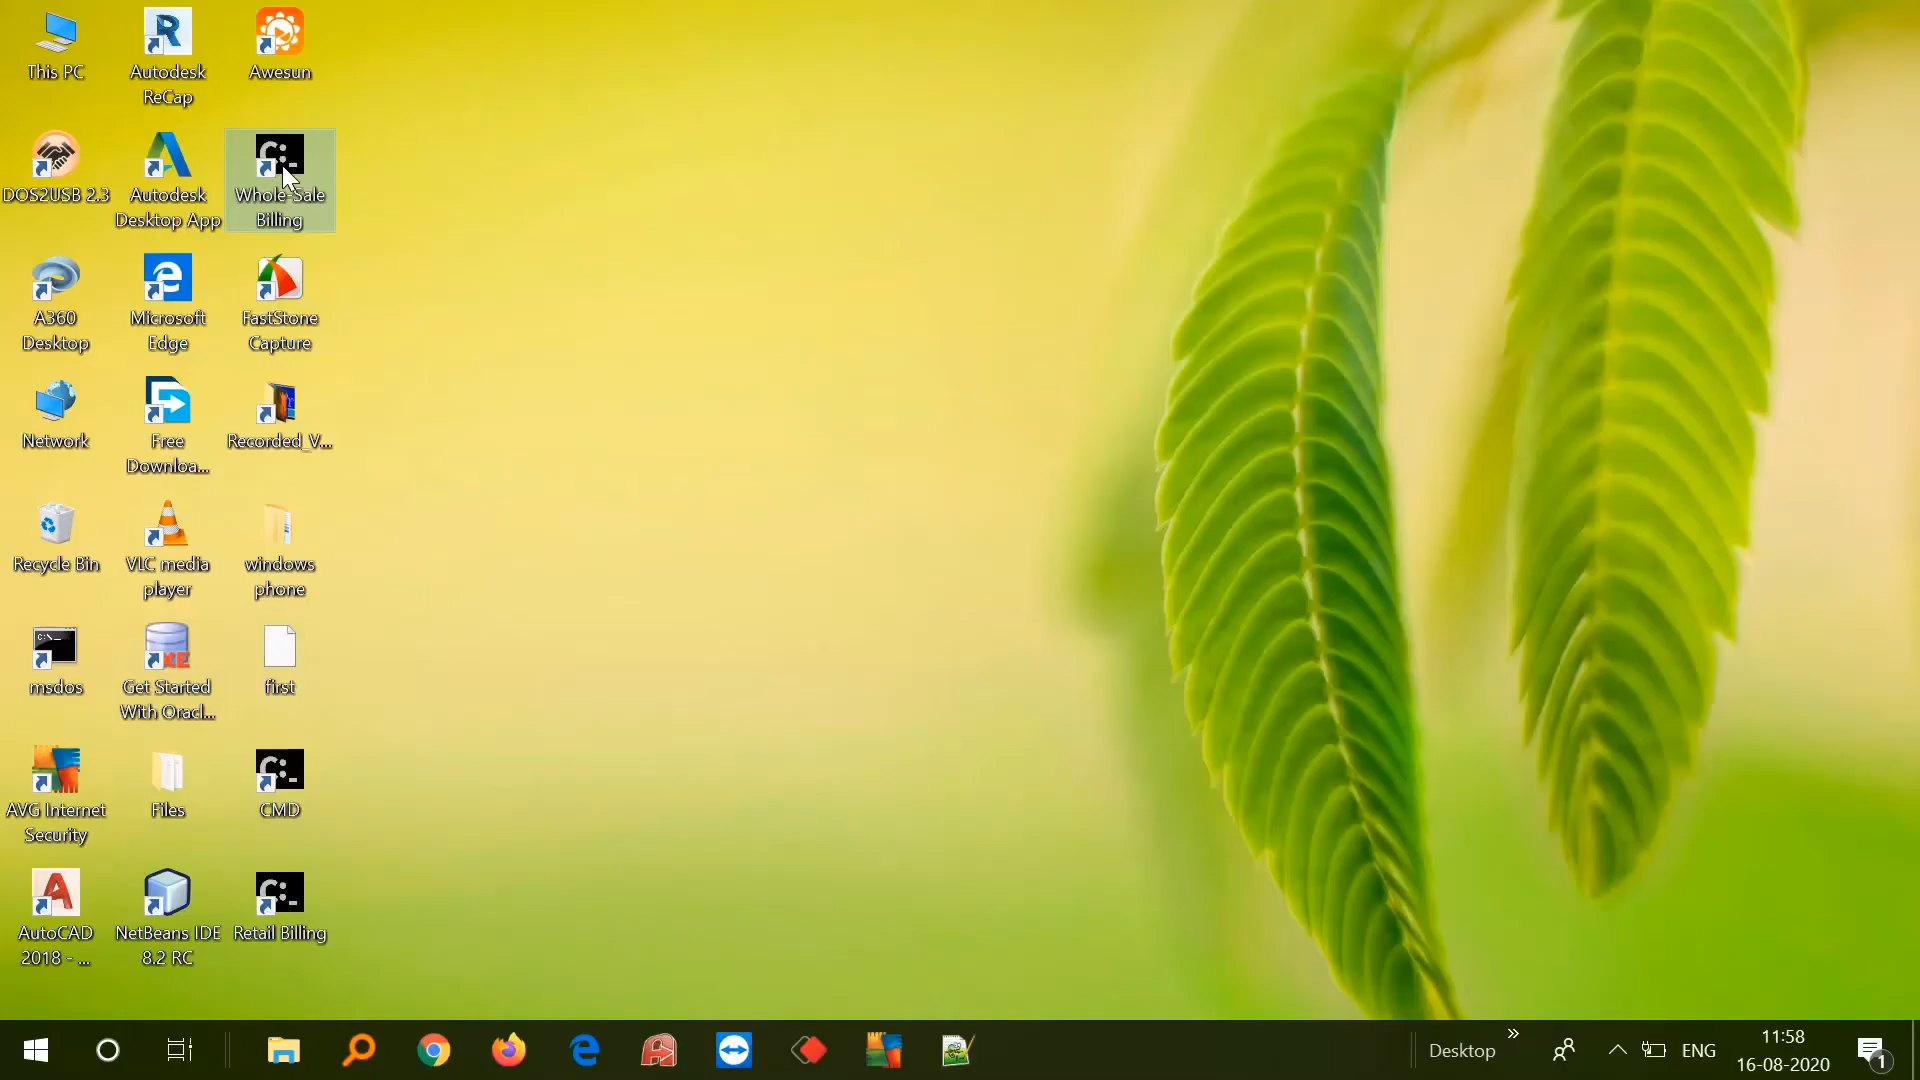 This PC
Autodesk
ReCap
Awesun
DOS2USB 2.3
Autodesk
Desktop App
Whole-Sale
Billing
A360
Desktop
Microsoft
Edge
FastStone
Capture
Network
Free
Downloa...
Recorded_V...
Recycle Bin
VLC media
player
windows
phone
msdos
Get Started
With Oracl...
first
AVG Internet
Security
Files
CMD
AutoCAD
2018 - ...
NetBeans IDE
8.2 RC
Retail Billing
Desktop
ENG
11:58
16-08-2020
1